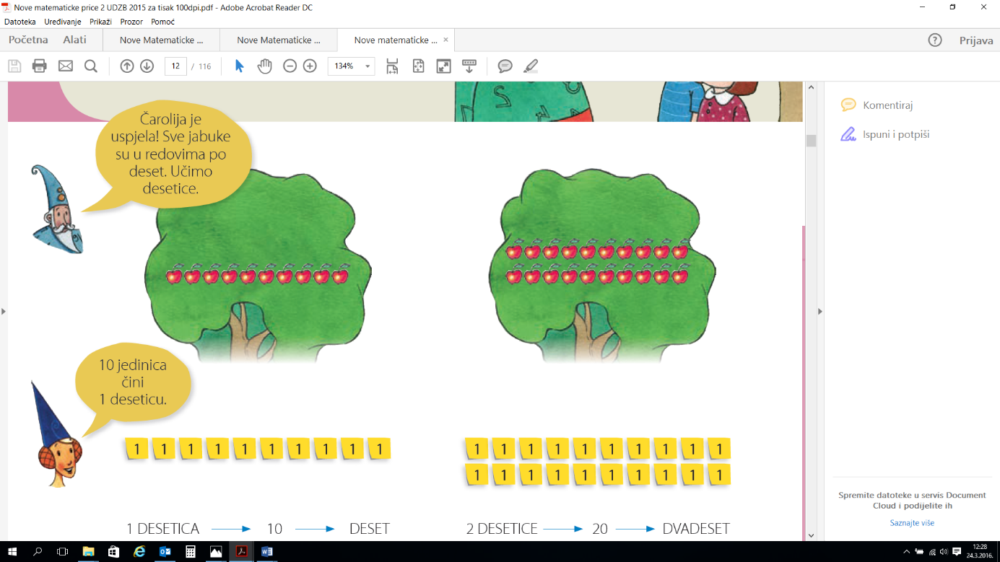 Nove matematicke price 2 UDZB 2015 za tisak 100dpi.pdf - Adobe Acrobat Reader DC
Datoteka Uređivanje Prikaži Prozor Pomoć
Početna Alati Nove Matematicke ... Nove Matematicke ... Nove matematicke ... × Prijava
12 / 116 134%
Čarolija je
uspjela! Sve jabuke
su u redovima po
deset. Učimo
desetice.
10 jedinica
čini
1 deseticu.
1 1 1 1 1 1 1 1 1 1
1 1 1 1 1 1 1 1 1 1
1 1 1 1 1 1 1 1 1 1
1 DESETICA 10 DESET
2 DESETICE 20 DVADESET
Komentiraj
Ispuni i potpiši
Spremite datoteke u servis Document
Cloud i podijelite ih
Saznajte više
12:28
24.3.2016.